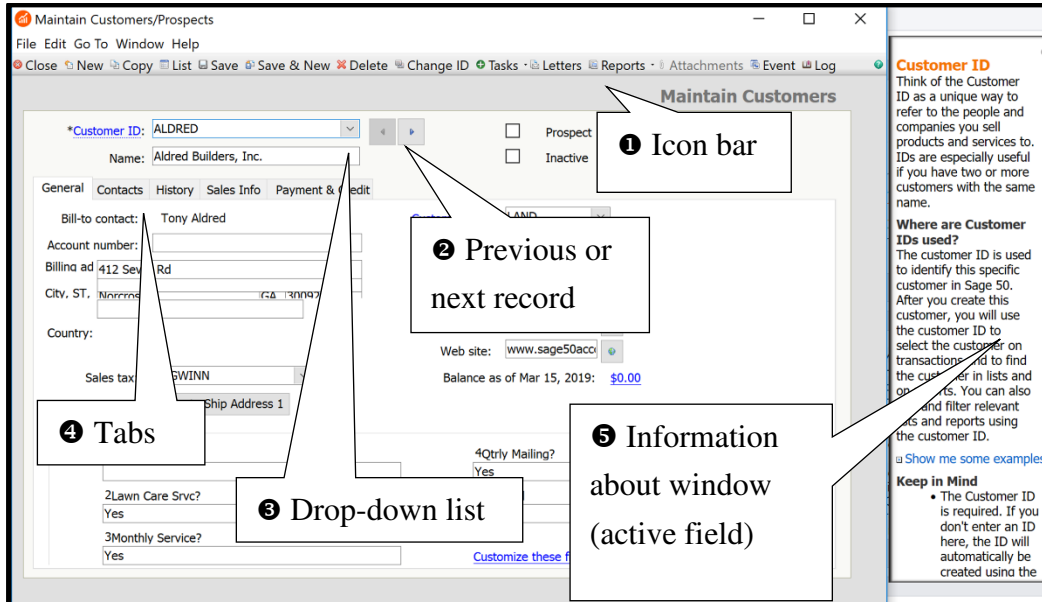 Maintain Customers/Prospects
File Edit Go To Window Help
Close New Copy List Save Save & New Delete Change ID Tasks Letters Reports Attachments Event Log
Maintain Customers
*Customer ID: ALDRED
Prospect
Name: Aldred Builders, Inc.
Inactive
❶ Icon bar
General Contacts History Sales Info Payment &
Bill-to contact: Tony Aldred
LAND
Account number:
Billing ad 412 Rd
City, ST, GA 30092
Country:
❷ Previous or
next record
Web site: www.sage50acc
Sales tax
Balance as of Mar 15, 2019: $0.00
Ship Address 1
❹ Tabs
4Qtrly Mailing?
Yes
2Lawn Care Srvc?
Yes
❸ Drop-down list
3Monthly Service?
Yes
Customize these
❺ Information
about window
(active field)
Customer ID
Think of the Customer
ID as a unique way to
refer to the people and
companies you sell
products and services to.
IDs are especially useful
if you have two or more
customers with the same
name.
Where are Customer
IDs used?
The customer ID is used
to identify this specific
customer in Sage 50.
After you create this
customer, you will use
the customer ID to
select the customer on
transactions and to find
the customer in lists and
You can also
and filter relevant
and reports using
the customer ID.
Show me some examples
Keep in Mind
• The Customer ID
is required. If you
don't enter an ID
here, the ID will
automatically be
created using the